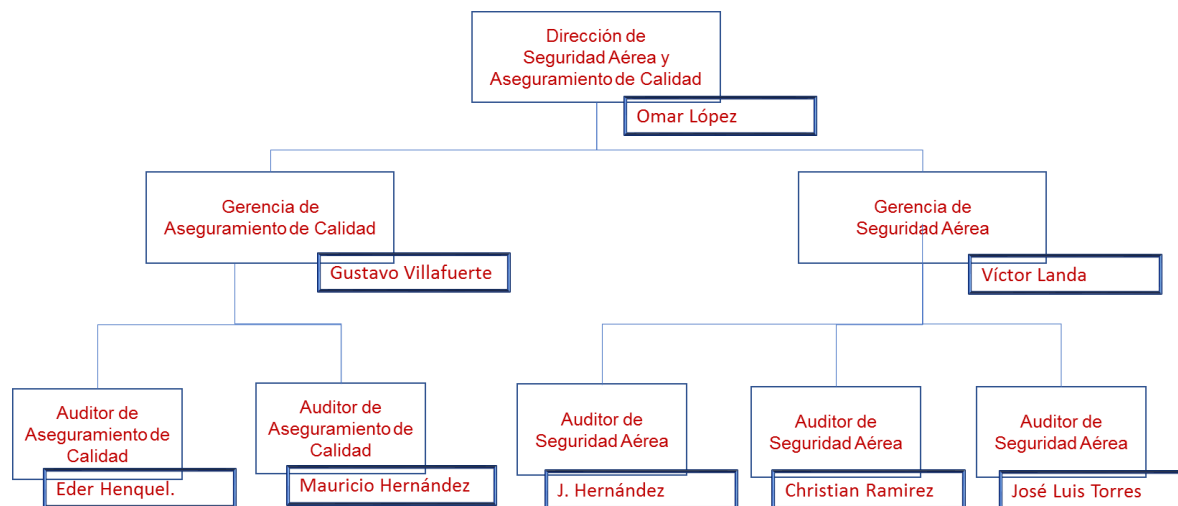 Dirección de
Seguridad Aérea y
Aseguramiento de Calidad
Omar López
Gerencia de
Aseguramiento de Calidad
Gustavo Villafuerte
Gerencia de
Seguridad Aérea
Víctor Landa
Auditor de
Aseguramiento de
Calidad
Eder Henquel.
Auditor de
Aseguramiento de
Calidad
Mauricio Hernández
Auditor de
Seguridad Aérea
J. Hernández
Auditor de
Seguridad Aérea
Christian Ramirez
Auditor de
Seguridad Aérea
José Luis Torres